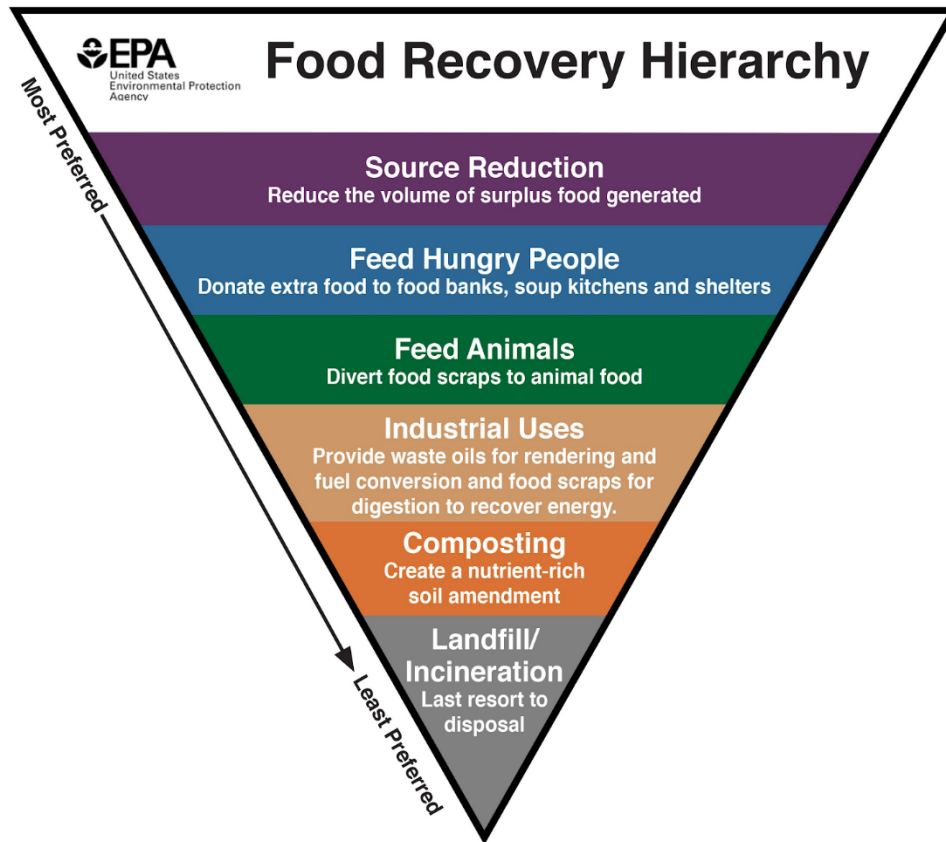 EPA
United States
Environmental Protection
Agency
Food Recovery Hierarchy
Most Preferred
Source Reduction
Reduce the volume of surplus food generated
Feed Hungry People
Donate extra food to food banks, soup kitchens and shelters
Feed Animals
Divert food scraps to animal food
Industrial Uses
Provide waste oils for rendering and
fuel conversion and food scraps for
digestion to recover energy.
Composting
Create a nutrient-rich
soil amendment
Landfill/
Incineration
Last resort to
disposal
Least Preferred